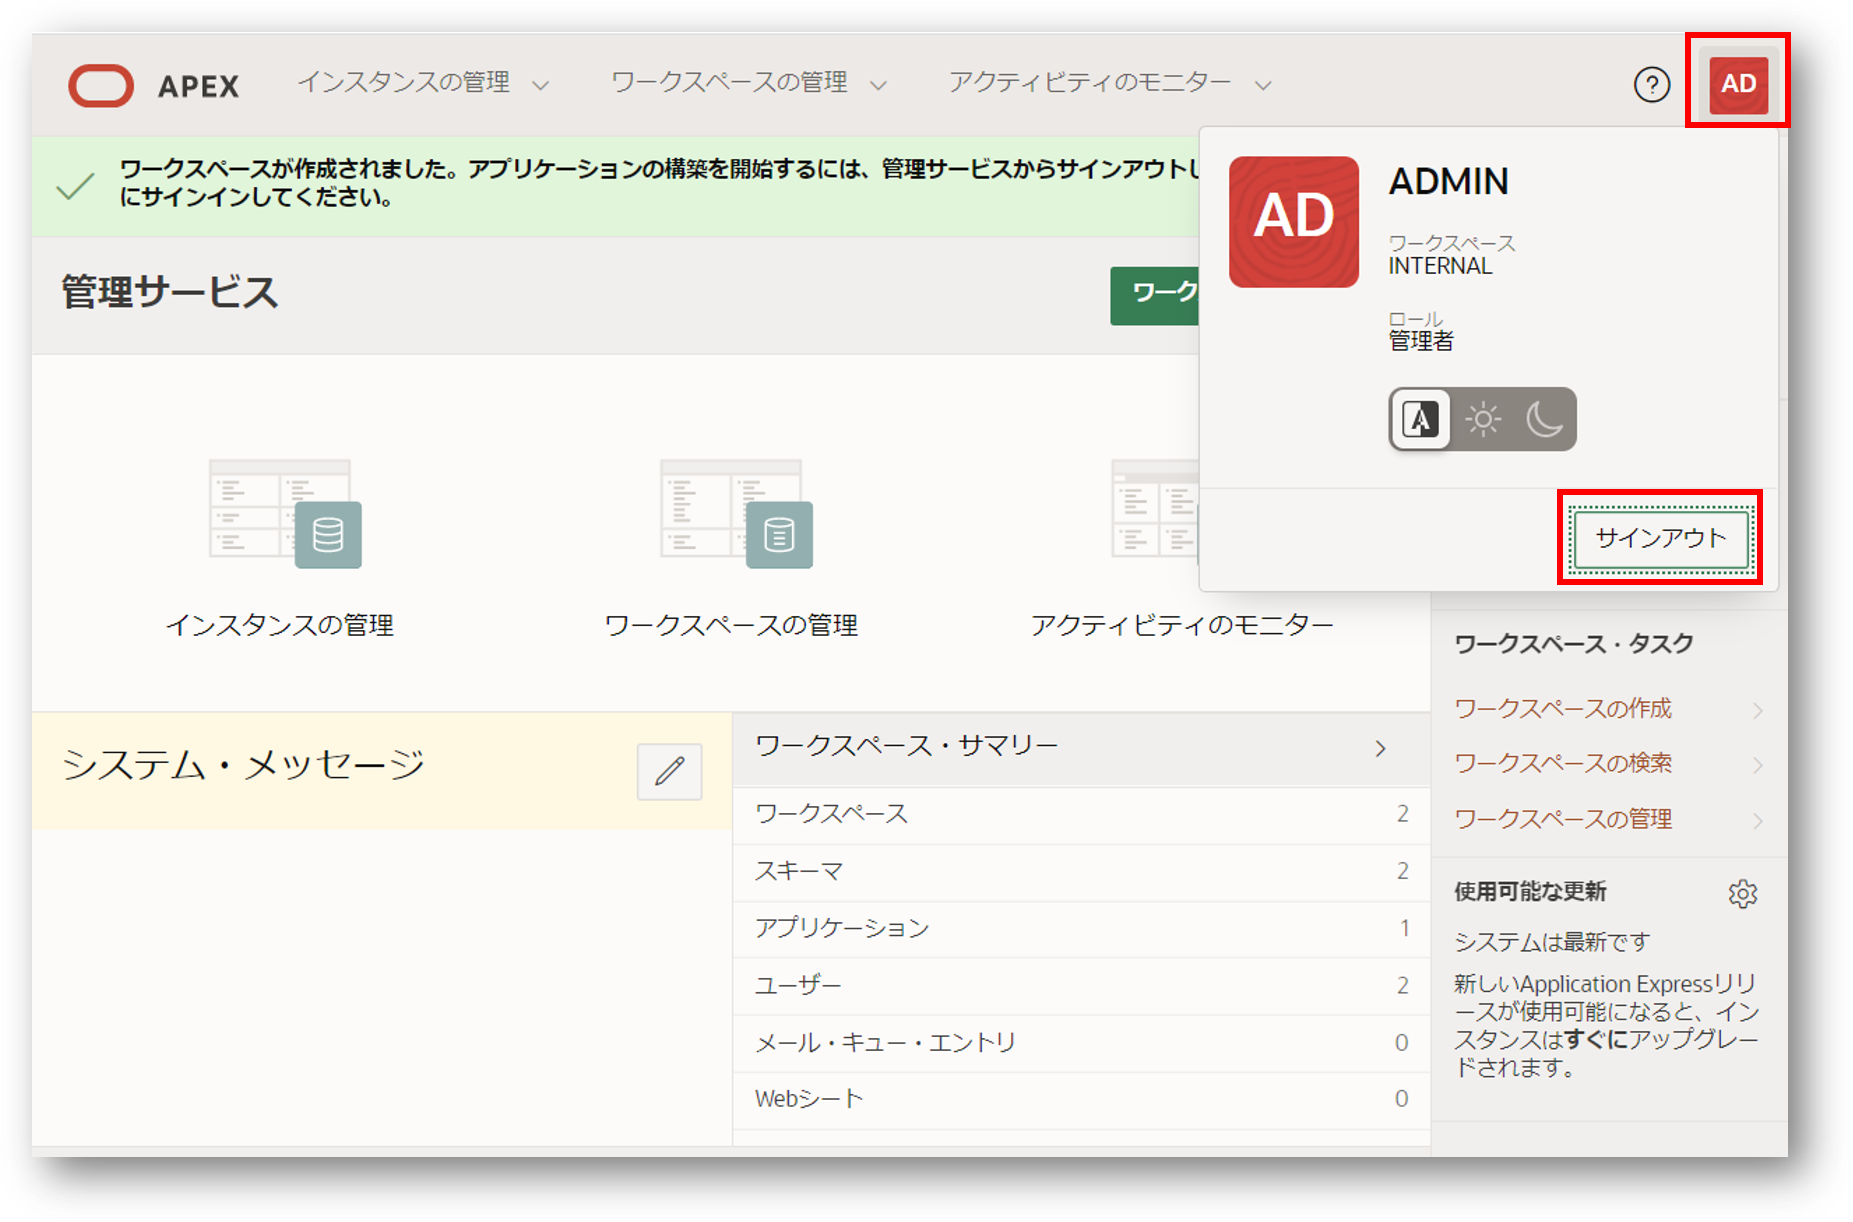 APEX
インスタンスの管理
ワークスペースの管理
アクティビティのモニター
?
AD
ワークスペースが作成されました。アプリケーションの構築を開始するには、管理サービスからサインアウトし
にサインインしてください。
AD
ADMIN
ワークスペース
INTERNAL
ロール
管理者
A
サインアウト
管理サービス
ワーク
インスタンスの管理
ワークスペースの管理
アクティビティのモニター
システム・メッセージ
ワークスペース・サマリー
ワークスペース 2
スキーマ 2
アプリケーション 1
ユーザー 2
メール・キュー・エントリ 0
Webシート 0
ワークスペース・タスク
ワークスペースの作成
ワークスペースの検索
ワークスペースの管理
使用可能な更新
システムは最新です
新しいApplication Expressリリ
ースが使用可能になると、イン
スタンスはすぐにアップグレー
ドされます。